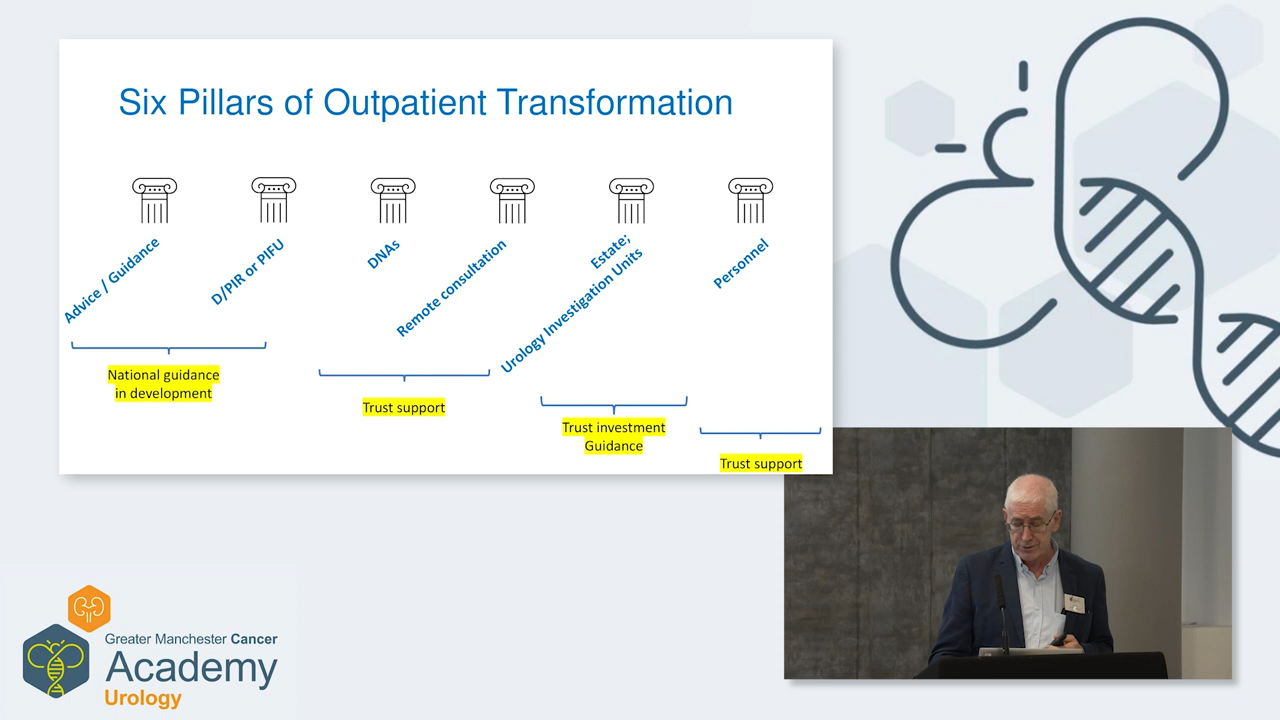 Six Pillars of Outpatient Transformation
Advice / Guidance
D/PIR or PIFU
DNAs
Remote consultation
Estate;
Urology Investigation Units
Personnel
National guidance
in development
Trust support
Trust investment
Guidance
Trust support
Greater Manchester Cancer
Academy
Urology